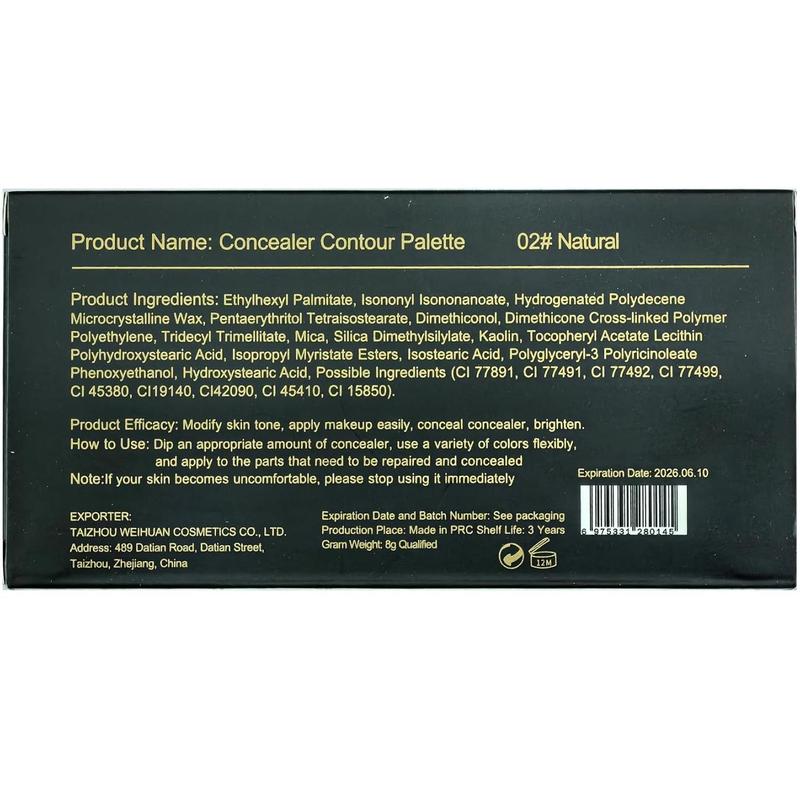 Product Name: Concealer Contour Palette 02# Natural
Product Ingredients: Ethylhexyl Palmitate, Isononyl Isononanoate, Hydrogenated Polydecene
Microcrystalline Wax, Pentaerythritol Tetraisostearate, Dimethiconol, Dimethicone Cross-linked Polymer
Polyethylene, Tridecyl Trimellitate, Mica, Silica Dimethylsilylate, Kaolin, Tocopheryl Acetate Lecithin
Polyhydroxystearic Acid, Isopropyl Myristate Esters, Isostearic Acid, Polyglyceryl-3 Polyricinoleate
Phenoxyethanol, Hydroxystearic Acid, Possible Ingredients (CI 77891, CI 77491, CI 77492, CI 77499,
CI 45380, CI19140, CI42090, CI 45410, CI 15850).
Product Efficacy: Modify skin tone, apply makeup easily, conceal concealer, brighten.
How to Use: Dip an appropriate amount of concealer, use a variety of colors flexibly,
and apply to the parts that need to be repaired and concealed
Note:If your skin becomes uncomfortable, please stop using it immediately
Expiration Date: 2026.06.10
6 975331 280145
EXPORTER:
TAIZHOU WEIHUAN COSMETICS CO., LTD.
Address: 489 Datian Road, Datian Street,
Taizhou, Zhejiang, China
Expiration Date and Batch Number: See packaging
Production Place: Made in PRC Shelf Life: 3 Years
Gram Weight: 8g Qualified
12M